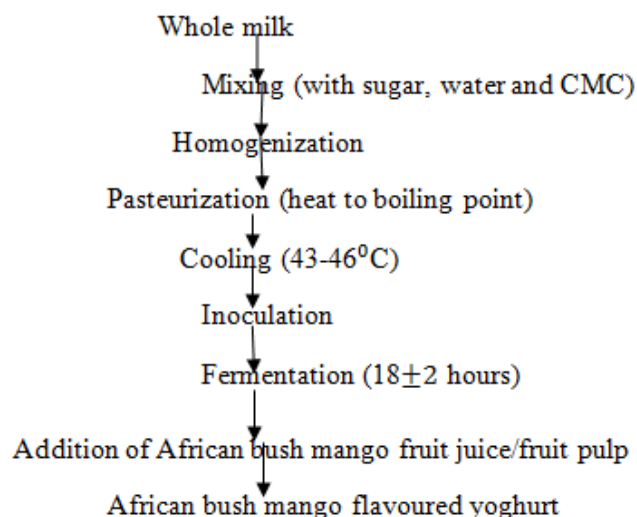 Whole milk
Mixing (with sugar, water and CMC)
Homogenization
Pasteurization (heat to boiling point)
Cooling (43-46⁰C)
Inoculation
Fermentation (18±2 hours)
Addition of African bush mango fruit juice/fruit pulp
African bush mango flavoured yoghurt